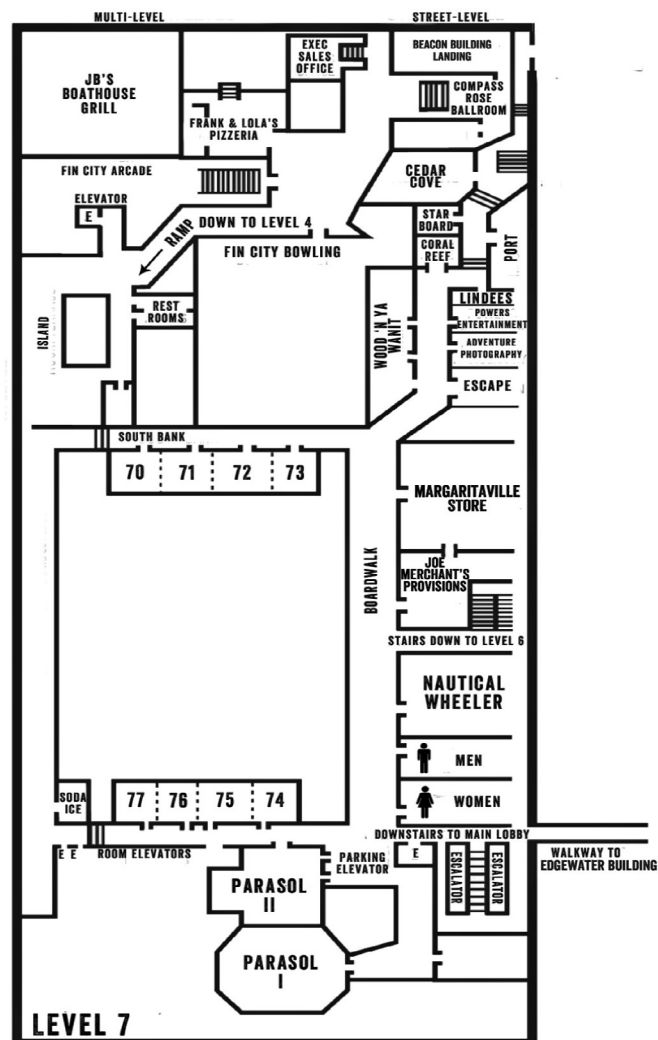 MULTI-LEVEL
STREET-LEVEL
JB'S
BOATHOUSE
GRILL
EXEC
SALES
OFFICE
BEACON BUILDING
LANDING
COMPASS
ROSE
BALLROOM
FRANK & LOLA'S
PIZZERIA
FIN CITY ARCADE
CEDAR
COVE
ELEVATOR
E
STAR
BOARD
DOWN TO LEVEL 4
RAMP
FIN CITY BOWLING
CORAL
REEF
PORT
LINDEES
POWERS
ENTERTAINMENT
ADVENTURE
PHOTOGRAPHY
ESCAPE
REST
ROOMS
ISLAND
WOOD 'N YA
WANIT
SOUTH BANK
70
71
72
73
MARGARITAVILLE
STORE
BOARDWALK
JOE
MERCHANT'S
PROVISIONS
STAIRS DOWN TO LEVEL 6
NAUTICAL
WHEELER
MEN
WOMEN
SODA
ICE
77
76
75
74
DOWNSTAIRS TO MAIN LOBBY
WALKWAY TO
EDGEWATER BUILDING
E E
ROOM ELEVATORS
PARKING
ELEVATOR
E
ESCALATOR
ESCALATOR
PARASOL
II
PARASOL
I
LEVEL 7